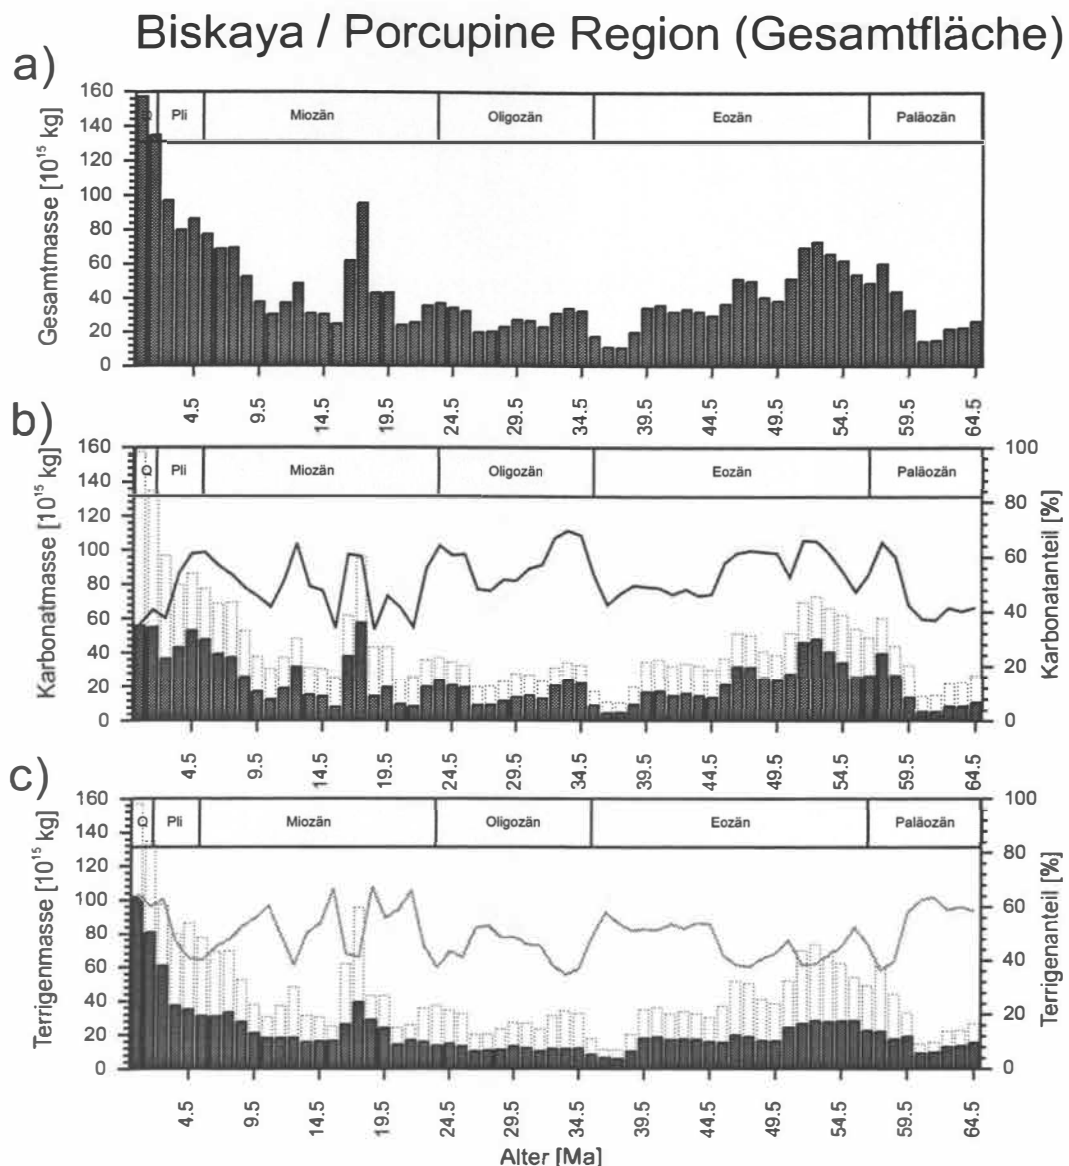 Biskaya / Porcupine Region (Gesamtfläche)
a)
Gesamtmasse [10¹⁵ kg]
160
140
120
100
80
60
40
20
0
Q Pli Miozän Oligozän Eozän Paläozän
4.5 9.5 14.5 19.5 24.5 29.5 34.5 39.5 44.5 49.5 54.5 59.5 64.5
b)
Karbonatmasse [10¹⁵ kg]
160
140
120
100
80
60
40
20
0
Q Pli Miozän Oligozän Eozän Paläozän
100
80
60
40
20
0
Karbonatanteil [%]
4.5 9.5 14.5 19.5 24.5 29.5 34.5 39.5 44.5 49.5 54.5 59.5 64.5
c)
Terrigenmasse [10¹⁵ kg]
160
140
120
100
80
60
40
20
0
Q Pli Miozän Oligozän Eozän Paläozän
100
80
60
40
20
0
Terrigenanteil [%]
4.5 9.5 14.5 19.5 24.5 29.5 34.5 39.5 44.5 49.5 54.5 59.5 64.5
Alter [Ma]